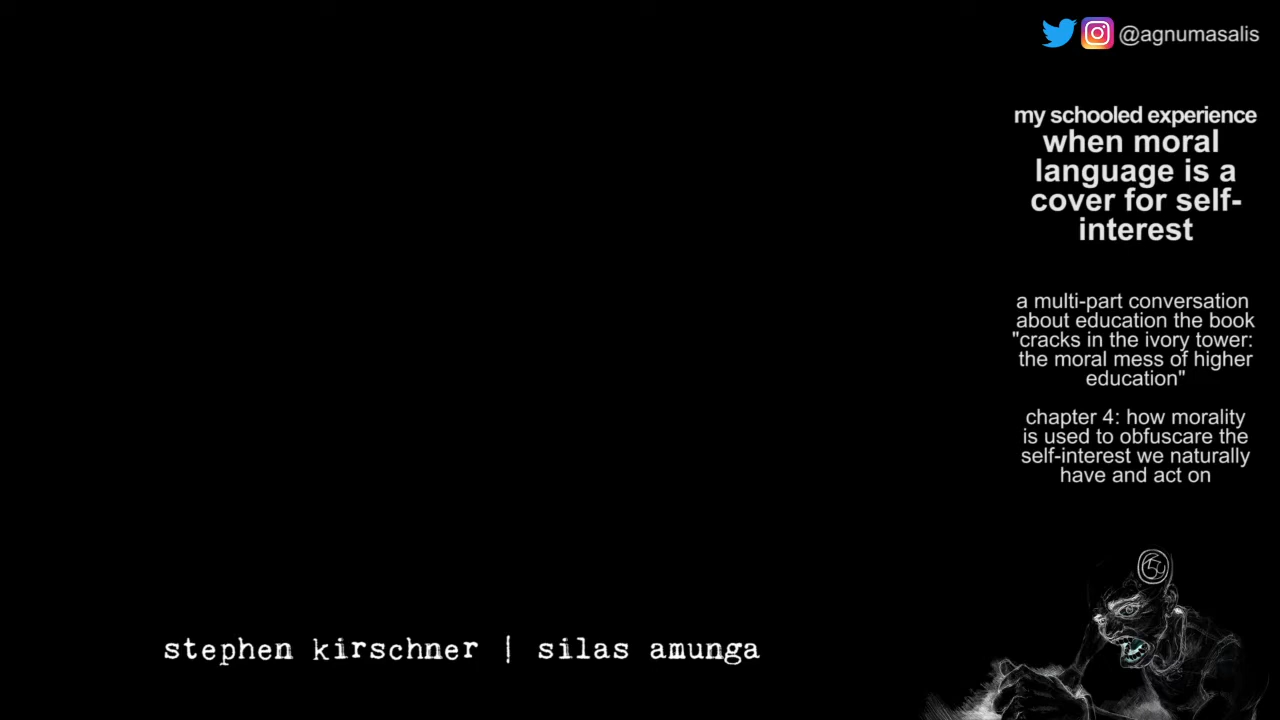 @agnumasalis
my schooled experience
when moral
language is a
cover for self-
interest
a multi-part conversation
about education the book
"cracks in the ivory tower:
the moral mess of higher
education"
chapter 4: how morality
is used to obfuscare the
self-interest we naturally
have and act on
stephen kirschner | silas amunga